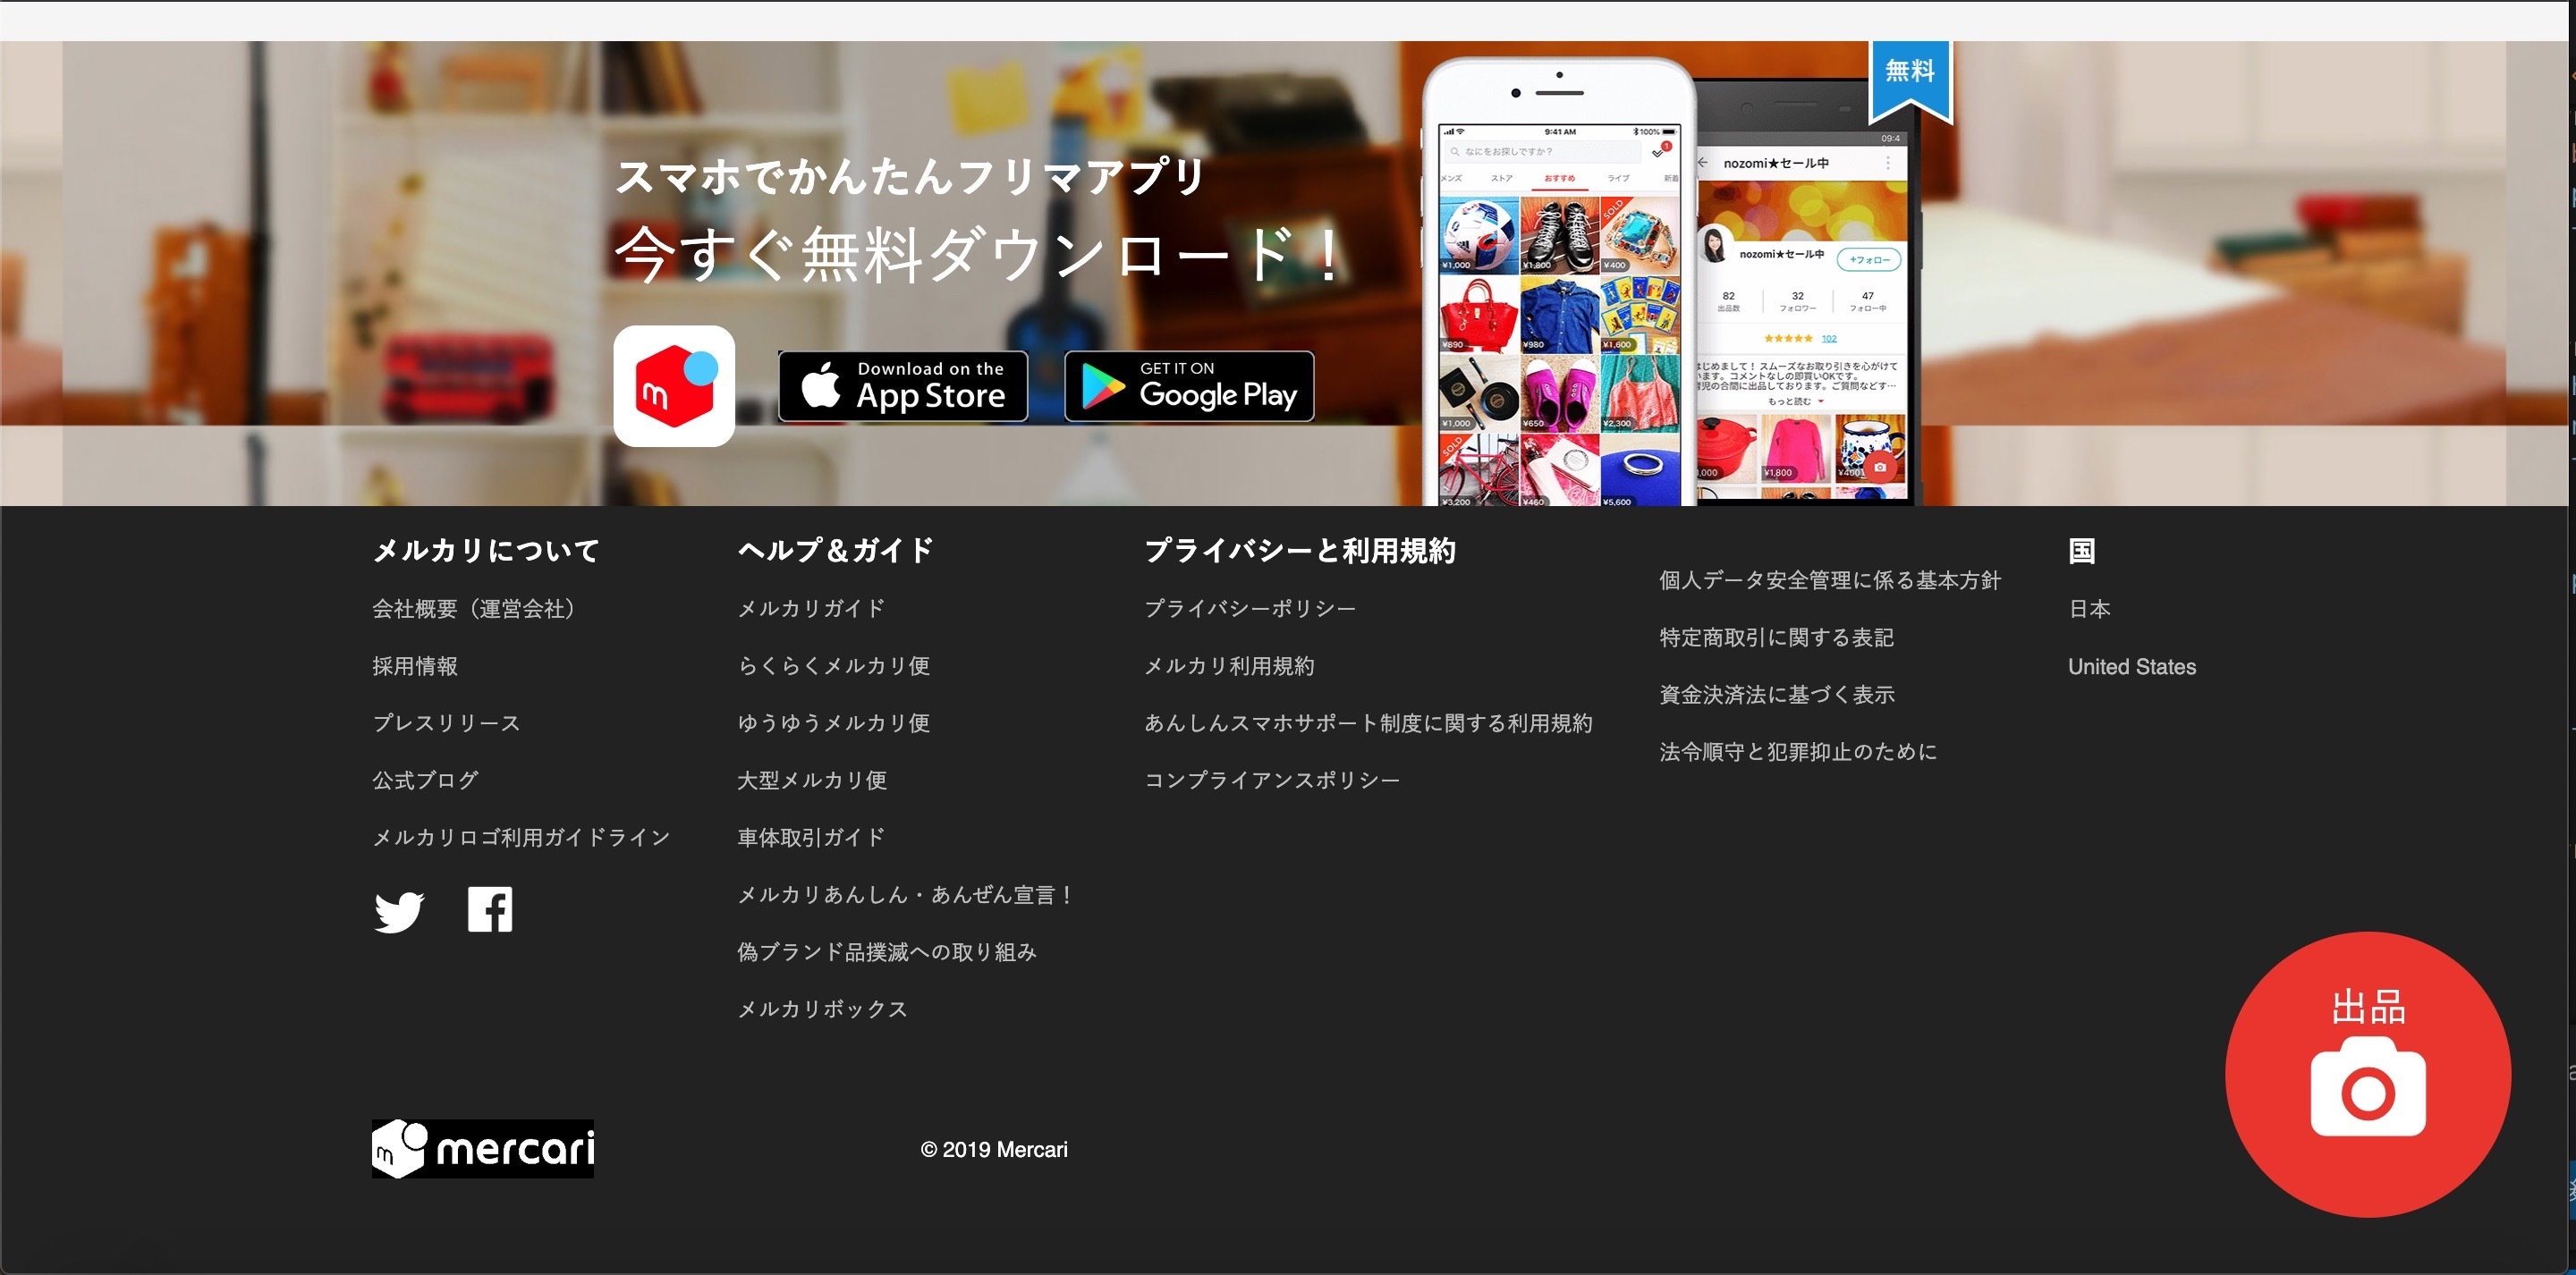 無料
スマホでかんたんフリマアプリ
今すぐ無料ダウンロード！
m
Download on the
App Store
GET IT ON
Google Play
9:41 AM
100%
なにをお探しですか？
1
メンズ
ストア
おすすめ
ライブ
新着
¥1,000
¥1,800
SOLD
¥400
¥890
¥980
¥1,600
¥1,000
¥650
¥2,300
SOLD
¥3,200
¥460
¥5,600
09:4
nozomi★セール中
nozomi★セール中
+フォロー
82
32
47
出品数
フォロワー
フォロー中
★★★★★ 102
はじめまして！ スムーズなお取り引きを心がけて
います。コメントなしの即買いOKです。
育児の合間に出品しております。ご質問などす…
もっと読む
¥1,800
メルカリについて
会社概要（運営会社）
採用情報
プレスリリース
公式ブログ
メルカリロゴ利用ガイドライン
ヘルプ＆ガイド
メルカリガイド
らくらくメルカリ便
ゆうゆうメルカリ便
大型メルカリ便
車体取引ガイド
メルカリあんしん・あんぜん宣言！
偽ブランド品撲滅への取り組み
メルカリボックス
プライバシーと利用規約
プライバシーポリシー
メルカリ利用規約
あんしんスマホサポート制度に関する利用規約
コンプライアンスポリシー
個人データ安全管理に係る基本方針
特定商取引に関する表記
資金決済法に基づく表示
法令順守と犯罪抑止のために
国
日本
United States
出品
m mercari
© 2019 Mercari